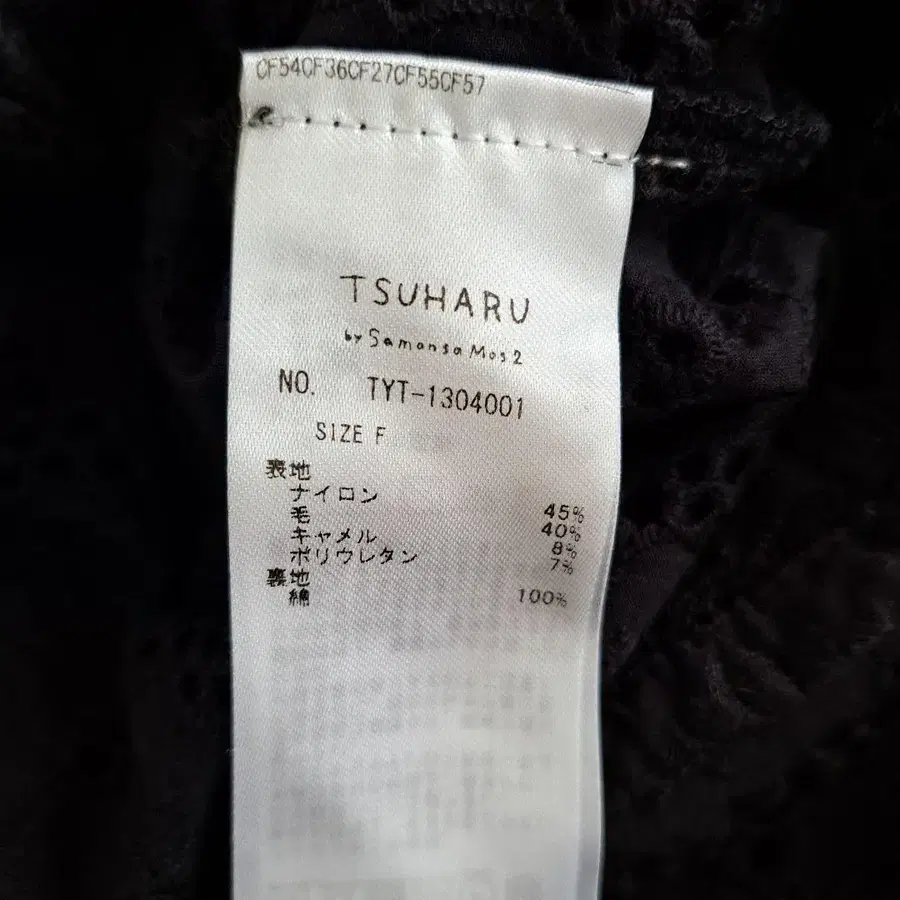 CF54CF36CF27CF55CF57
TSUHARU
by Samansa Mos2
NO. TYT-1304001
SIZE F
表地
ナイロン 45%
毛 40%
キャメル 8%
ポリウレタン 7%
裏地
綿 100%